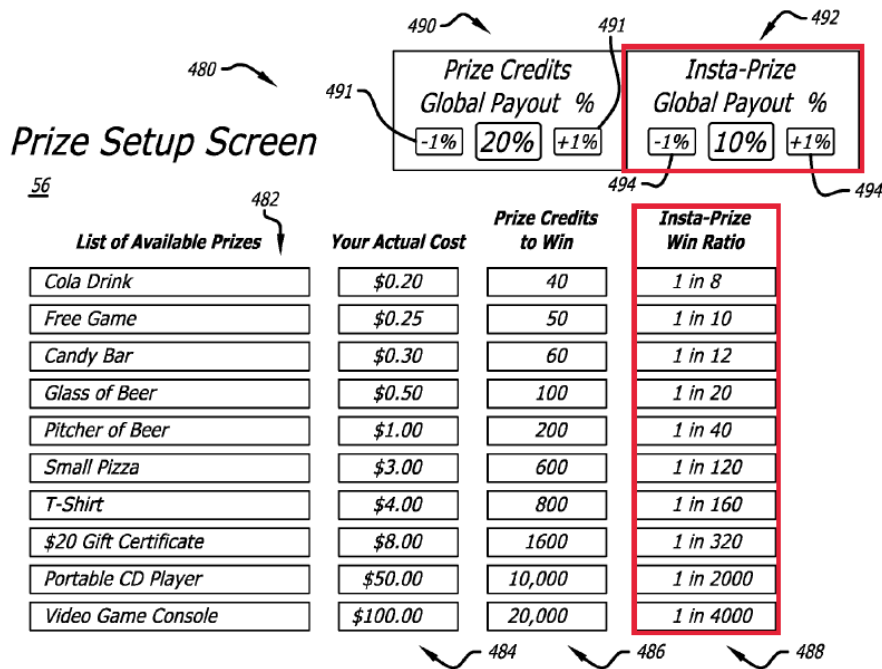 490
492
491
480
Prize Credits
Global Payout %
-1% 20% +1%
Insta-Prize
Global Payout %
-1% 10% +1%
491
494
494
Prize Setup Screen
56
482
List of Available Prizes Your Actual Cost Prize Credits to Win Insta-Prize Win Ratio
Cola Drink $0.20 40 1 in 8
Free Game $0.25 50 1 in 10
Candy Bar $0.30 60 1 in 12
Glass of Beer $0.50 100 1 in 20
Pitcher of Beer $1.00 200 1 in 40
Small Pizza $3.00 600 1 in 120
T-Shirt $4.00 800 1 in 160
$20 Gift Certificate $8.00 1600 1 in 320
Portable CD Player $50.00 10,000 1 in 2000
Video Game Console $100.00 20,000 1 in 4000
484 486 488